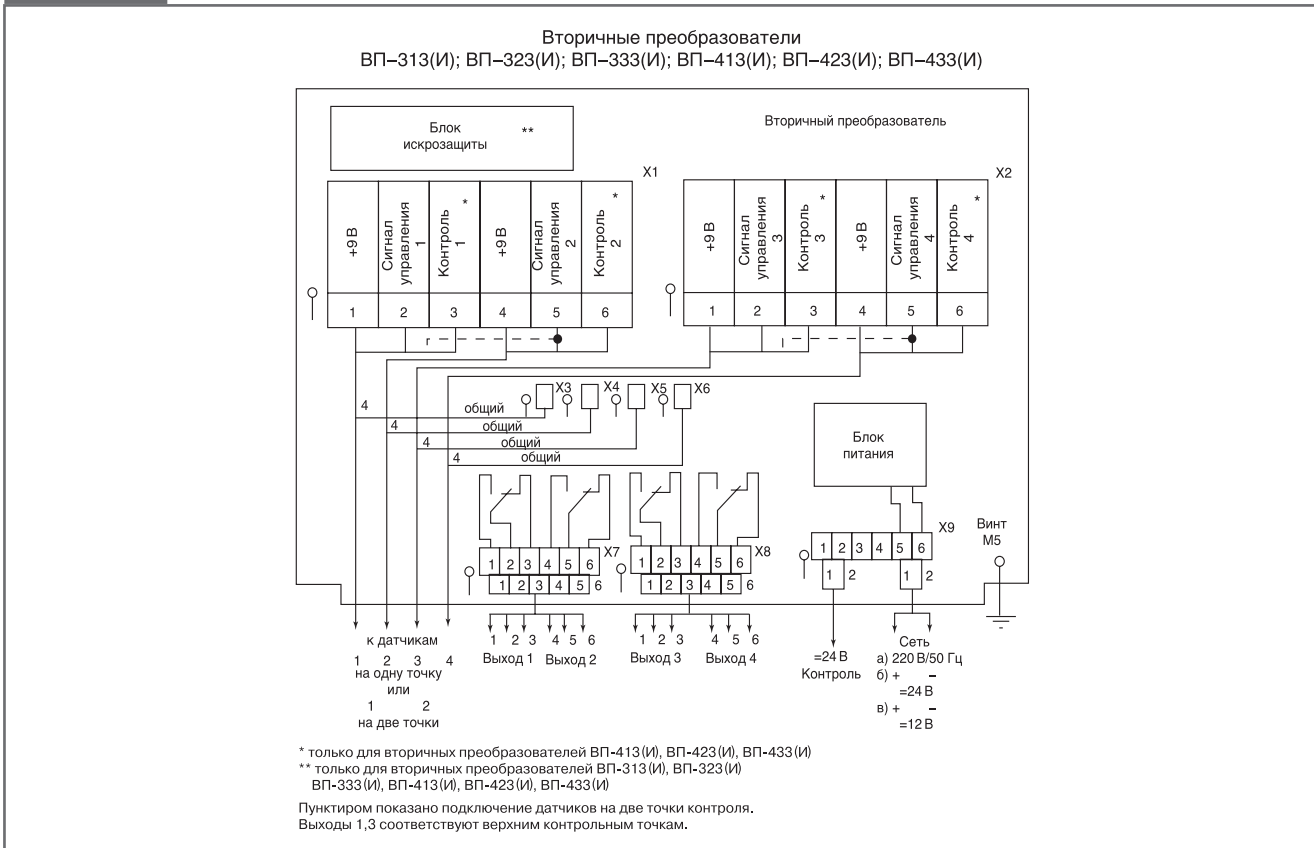 Вторичные преобразователи
ВП–313(И); ВП–323(И); ВП–333(И); ВП–413(И); ВП–423(И); ВП–433(И)
Блок
искрозащиты
**
Вторичный преобразователь
X1
X2
+9 В
Сигнал
управления
1
Контроль
1
*
+9 В
Сигнал
управления
2
Контроль
2
*
+9 В
Сигнал
управления
3
Контроль
3
*
+9 В
Сигнал
управления
4
Контроль
4
*
1 2 3 4 5 6
1 2 3 4 5 6
X3 X4 X5 X6
4 общий
4 общий
4 общий
4 общий
Блок
питания
1 2 3 4 5 6 X7
1 2 3 4 5 6
1 2 3 4 5 6 X8
1 2 3 4 5 6
X9
1 2 3 4 5 6
1 2
1 2
Винт
М5
к датчикам
1 2 3 4
на одну точку
или
1 2
на две точки
1 2 3 4 5 6
Выход 1 Выход 2
1 2 3 4 5 6
Выход 3 Выход 4
=24 В
Контроль
Сеть
а) 220 В/50 Гц
б) + –
=24 В
в) + –
=12 В
* только для вторичных преобразователей ВП-413(И), ВП-423(И), ВП-433(И)
** только для вторичных преобразователей ВП-313(И), ВП-323(И)
ВП-333(И), ВП-413(И), ВП-423(И), ВП-433(И)
Пунктиром показано подключение датчиков на две точки контроля.
Выходы 1,3 соответствуют верхним контрольным точкам.